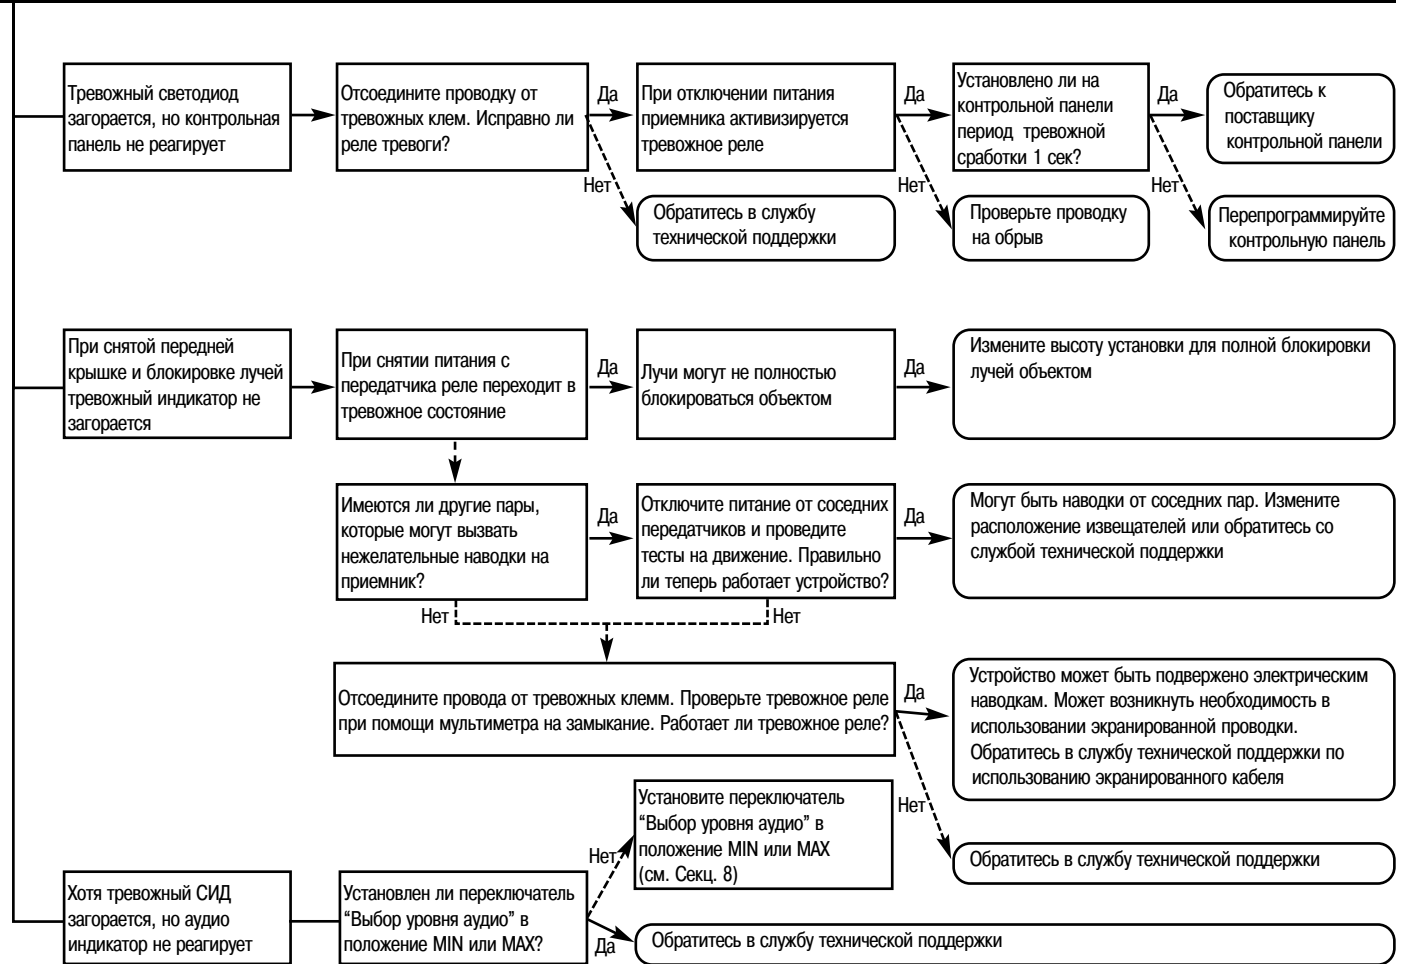 Тревожный светодиод
загорается, но контрольная
панель не реагирует
Отсоедините проводку от
тревожных клем. Исправно ли
реле тревоги?
Да
Нет
При отключении питания
приемника активизируется
тревожное реле
Да
Нет
Установлено ли на
контрольной панели
период тревожной
сработки 1 сек?
Да
Нет
Обратитесь к
поставщику
контрольной панели
Обратитесь в службу
технической поддержки
Проверьте проводку
на обрыв
Перепрограммируйте
контрольную панель
При снятой передней
крышке и блокировке лучей
тревожный индикатор не
загорается
При снятии питания с
передатчика реле переходит в
тревожное состояние
Да
Лучи могут не полностью
блокироваться объектом
Да
Измените высоту установки для полной блокировки
лучей объектом
Имеются ли другие пары,
которые могут вызвать
нежелательные наводки на
приемник?
Да
Отключите питание от соседних
передатчиков и проведите
тесты на движение. Правильно
ли теперь работает устройство?
Да
Могут быть наводки от соседних пар. Измените
расположение извещателей или обратитесь со
службой технической поддержки
Нет
Нет
Отсоедините провода от тревожных клемм. Проверьте тревожное реле
при помощи мультиметра на замыкание. Работает ли тревожное реле?
Да
Нет
Устройство может быть подвержено электрическим
наводкам. Может возникнуть необходимость в
использовании экранированной проводки.
Обратитесь в службу технической поддержки по
использованию экранированного кабеля
Обратитесь в службу технической поддержки
Хотя тревожный СИД
загорается, но аудио
индикатор не реагирует
Установлен ли переключатель
“Выбор уровня аудио” в
положение MIN или MAX?
Нет
Да
Установите переключатель
“Выбор уровня аудио” в
положение MIN или MAX
(см. Секц. 8)
Обратитесь в службу технической поддержки